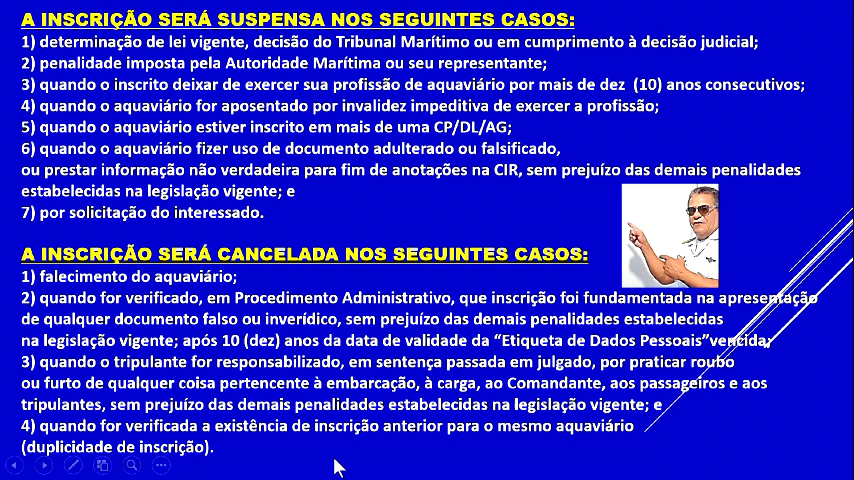 A INSCRIÇÃO SERÁ SUSPENSA NOS SEGUINTES CASOS:
1) determinação de lei vigente, decisão do Tribunal Marítimo ou em cumprimento à decisão judicial;
2) penalidade imposta pela Autoridade Marítima ou seu representante;
3) quando o inscrito deixar de exercer sua profissão de aquaviário por mais de dez (10) anos consecutivos;
4) quando o aquaviário for aposentado por invalidez impeditiva de exercer a profissão;
5) quando o aquaviário estiver inscrito em mais de uma CP/DL/AG;
6) quando o aquaviário fizer uso de documento adulterado ou falsificado,
ou prestar informação não verdadeira para fim de anotações na CIR, sem prejuízo das demais penalidades
estabelecidas na legislação vigente; e
7) por solicitação do interessado.
A INSCRIÇÃO SERÁ CANCELADA NOS SEGUINTES CASOS:
1) falecimento do aquaviário;
2) quando for verificado, em Procedimento Administrativo, que inscrição foi fundamentada na apresentação
de qualquer documento falso ou inverídico, sem prejuízo das demais penalidades estabelecidas
na legislação vigente; após 10 (dez) anos da data de validade da “Etiqueta de Dados Pessoais”vencida;
3) quando o tripulante for responsabilizado, em sentença passada em julgado, por praticar roubo
ou furto de qualquer coisa pertencente à embarcação, à carga, ao Comandante, aos passageiros e aos
tripulantes, sem prejuízo das demais penalidades estabelecidas na legislação vigente; e
4) quando for verificada a existência de inscrição anterior para o mesmo aquaviário
(duplicidade de inscrição).